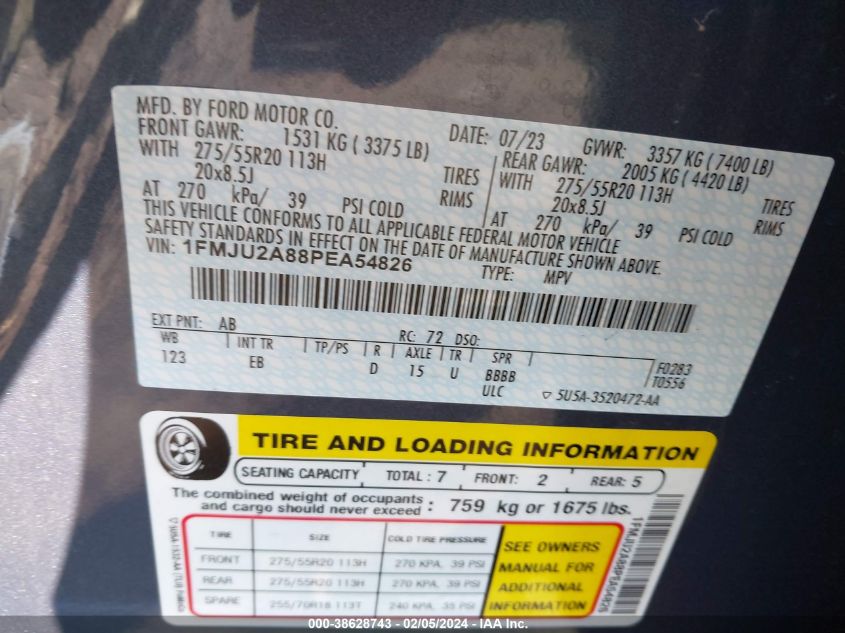 MFD. BY FORD MOTOR CO.
DATE: 07/23 GVWR: 3357 KG ( 7400 LB)
FRONT GAWR: 1531 KG ( 3375 LB)
REAR GAWR: 2005 KG ( 4420 LB)
WITH 275/55R20 113H TIRES
WITH 275/55R20 113H TIRES
20x8.5J RIMS
20x8.5J RIMS
AT 270 kPa/ 39 PSI COLD
AT 270 kPa/ 39 PSI COLD
THIS VEHICLE CONFORMS TO ALL APPLICABLE FEDERAL MOTOR VEHICLE
SAFETY STANDARDS IN EFFECT ON THE DATE OF MANUFACTURE SHOWN ABOVE.
VIN: 1FMJU2A88PEA54826
TYPE: MPV
EXT PNT: AB RC: 72 DSO:
WB INT TR TP/PS R AXLE TR SPR
123 EB D 15 U BBBB
ULC
F0283
T0556
▽ 5U5A-3520472-AA
TIRE AND LOADING INFORMATION
SEATING CAPACITY TOTAL : 7 FRONT: 2 REAR: 5
The combined weight of occupants
and cargo should never exceed : 759 kg or 1675 lbs.
TIRE SIZE COLD TIRE PRESSURE
FRONT 275/55R20 113H 270 KPA, 39 PSI
REAR 275/55R20 113H 270 KPA, 39 PSI
SPARE 255/70R18 113T 240 KPA, 35 PSI
SEE OWNERS
MANUAL FOR
ADDITIONAL
INFORMATION
1FMJU2A88PEA54826
000-38628743 / 02/05/2024 - IAA Inc.